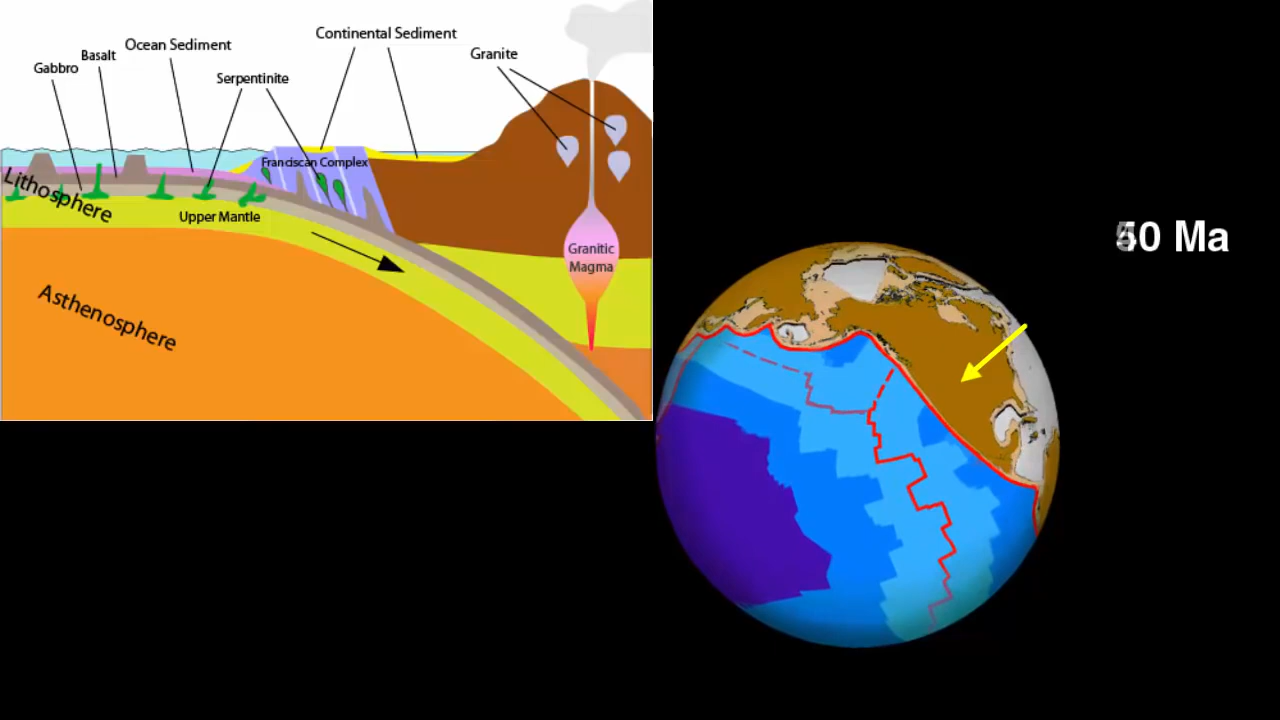 Continental Sediment
Ocean Sediment
Granite
Basalt
Gabbro
Serpentinite
Franciscan Complex
Lithosphere
Upper Mantle
Granitic
Magma
Asthenosphere
Ma